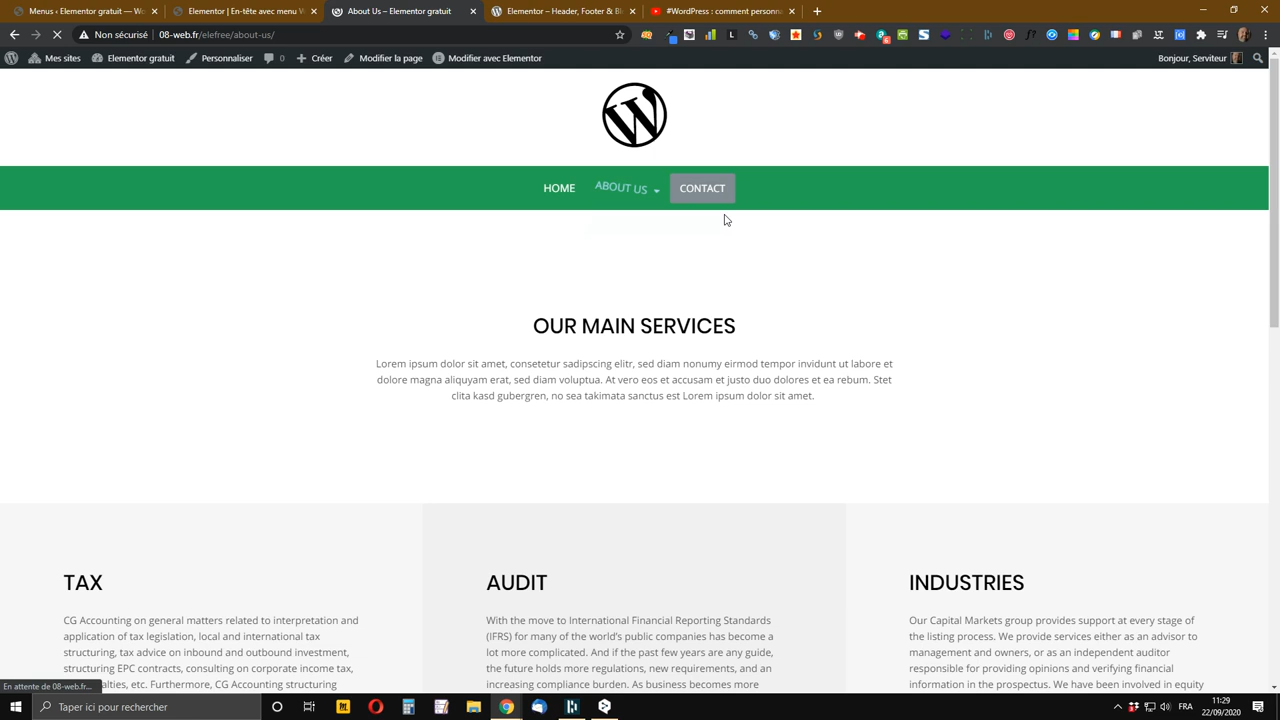 Menus ‹ Elementor gratuit — Wo
Elementor | En-tête avec menu W
About Us – Elementor gratuit
Elementor – Header, Footer & Bl
#WordPress : comment personn
Non sécurisé
08-web.fr/elefree/about-us/
Mes sites
Elementor gratuit
Personnaliser
0
Créer
Modifier la page
Modifier avec Elementor
Bonjour, Serviteur
HOME
ABOUT US
CONTACT
OUR MAIN SERVICES
Lorem ipsum dolor sit amet, consetetur sadipscing elitr, sed diam nonumy eirmod tempor invidunt ut labore et
dolore magna aliquyam erat, sed diam voluptua. At vero eos et accusam et justo duo dolores et ea rebum. Stet
clita kasd gubergren, no sea takimata sanctus est Lorem ipsum dolor sit amet.
TAX
CG Accounting on general matters related to interpretation and
application of tax legislation, local and international tax
structuring, tax advice on inbound and outbound investment,
structuring EPC contracts, consulting on corporate income tax,
alties, etc. Furthermore, CG Accounting structuring
AUDIT
With the move to International Financial Reporting Standards
(IFRS) for many of the world's public companies has become a
lot more complicated. And if the past few years are any guide,
the future holds more regulations, new requirements, and an
increasing compliance burden. As business becomes more
INDUSTRIES
Our Capital Markets group provides support at every stage of
the listing process. We provide services either as an advisor to
management and owners, or as an independent auditor
responsible for providing opinions and verifying financial
information in the prospectus. We have been involved in equity
En attente de 08-web.fr...
Taper ici pour rechercher
FRA
11:29
22/09/2020